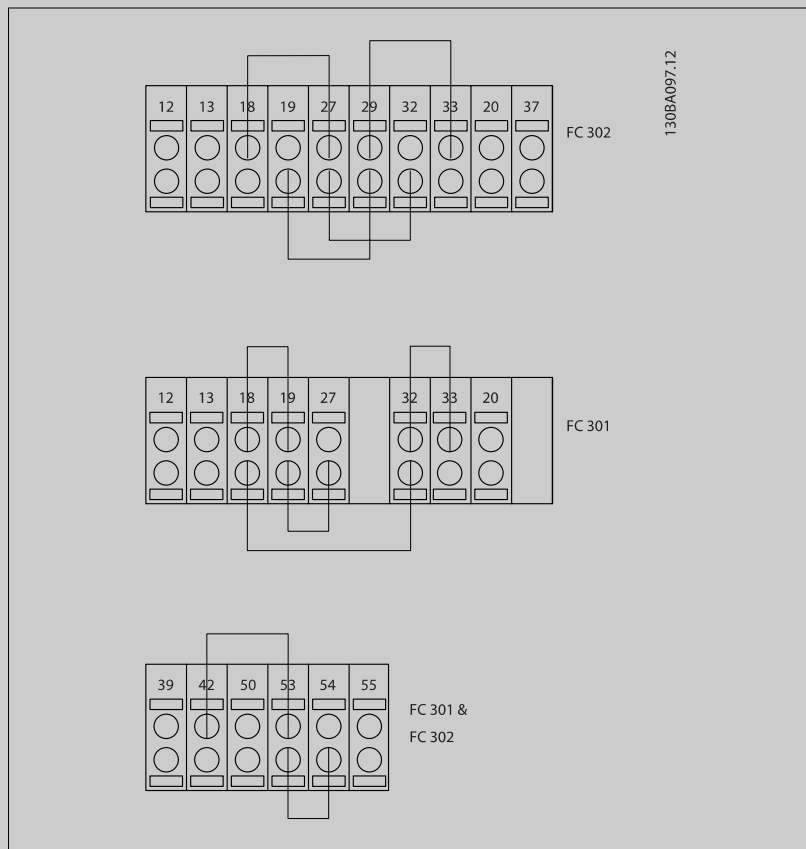 130BA097.12
12 13 18 19 27 29 32 33 20 37
FC 302
12 13 18 19 27 32 33 20
FC 301
39 42 50 53 54 55
FC 301 &
FC 302